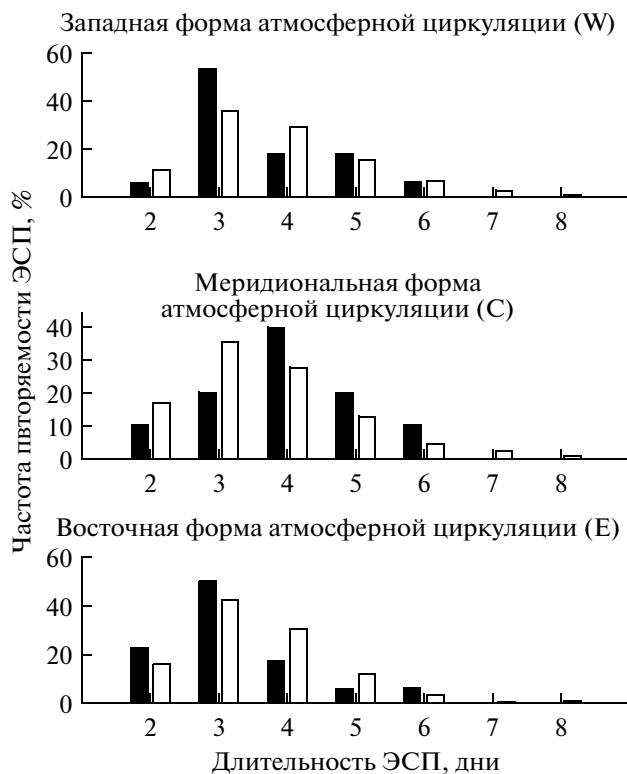 Западная форма атмосферной циркуляции (W)
60
40
20
0
2 3 4 5 6 7 8
Меридиональная форма
атмосферной циркуляции (C)
40
30
20
10
0
2 3 4 5 6 7 8
Восточная форма атмосферной циркуляции (E)
60
40
20
0
2 3 4 5 6 7 8
Длительность ЭСП, дни
Частота пвторяемости ЭСП, %